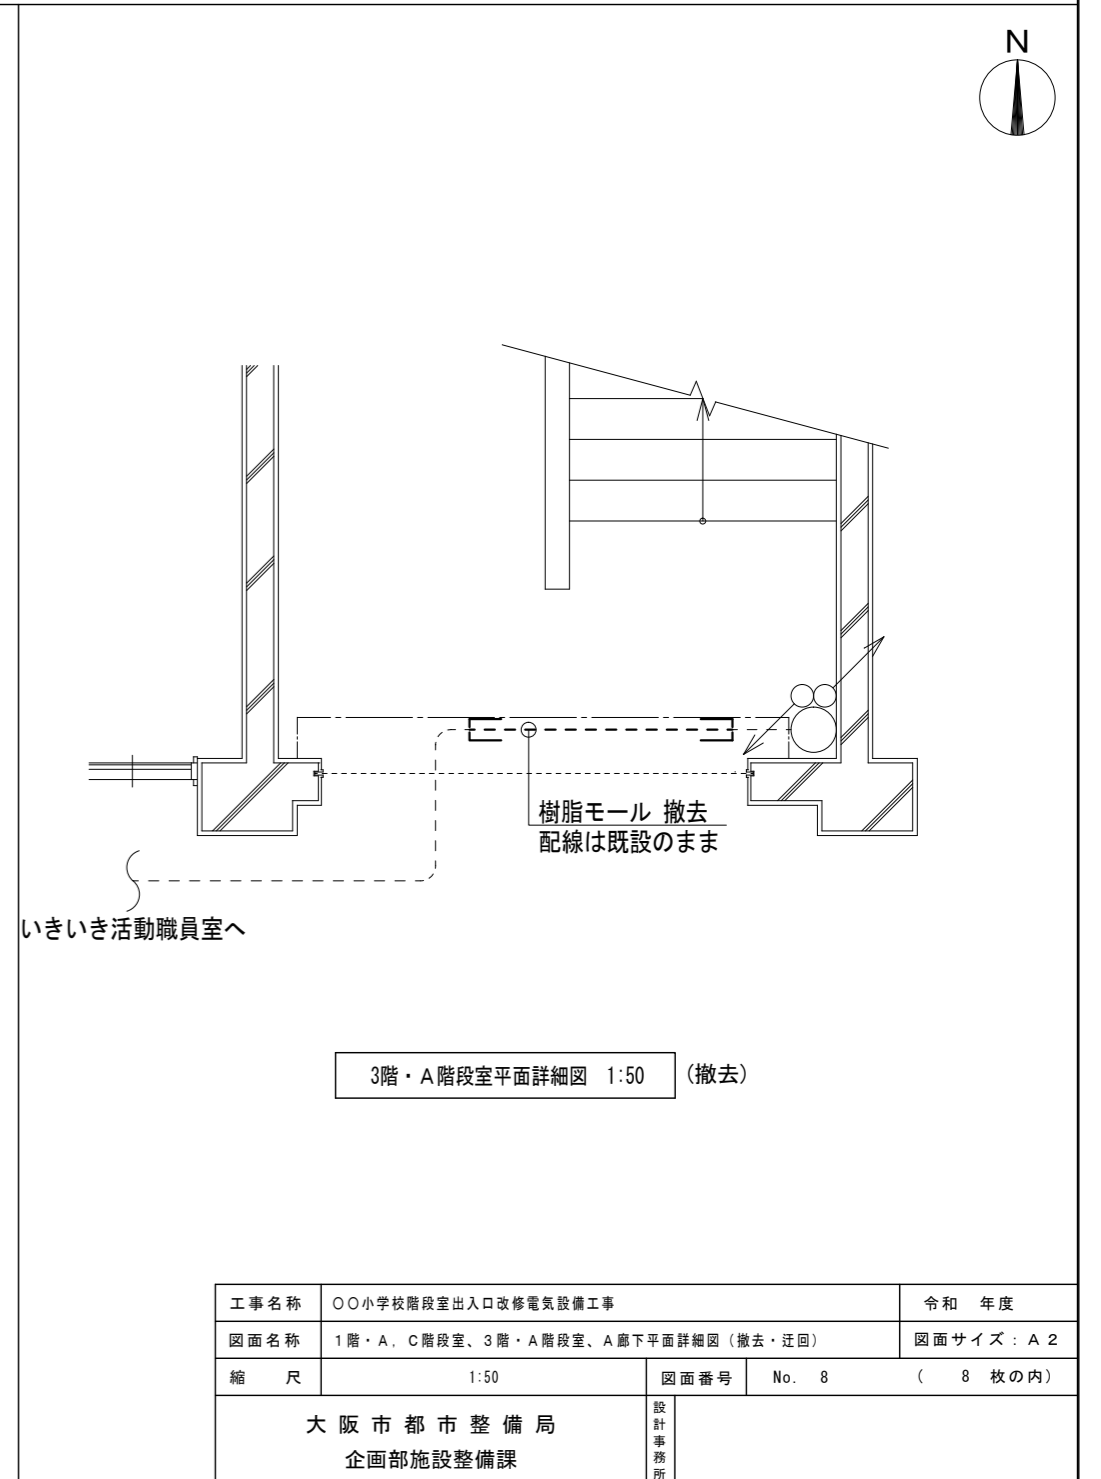 N
樹脂モール 撤去
配線は既設のまま
いきいき活動職員室へ
3階・A階段室平面詳細図 1:50 (撤去)
工事名称 〇〇小学校階段室出入口改修電気設備工事 令和 年度
図面名称 1階・A, C階段室、3階・A階段室、A廊下平面詳細図 (撤去・迂回) 図面サイズ:A2
縮 尺 1:50 図面番号 No. 8 ( 8 枚の内)
大阪市都市整備局
企画部施設整備課
設計事務所